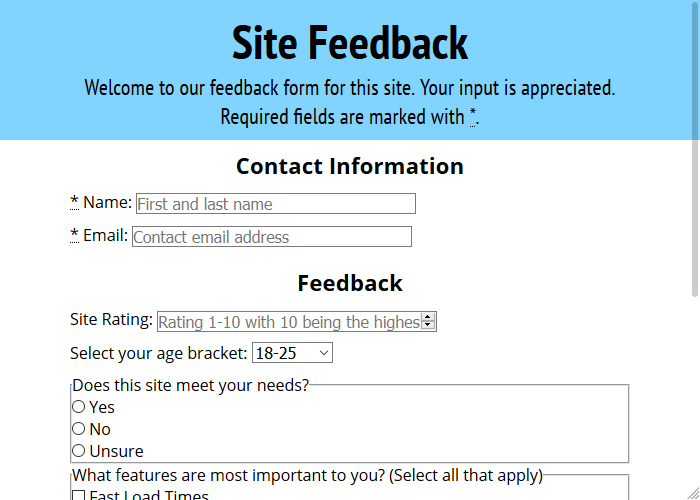 Site Feedback
Welcome to our feedback form for this site. Your input is appreciated.
Required fields are marked with *.
Contact Information
* Name: First and last name
* Email: Contact email address
Feedback
Site Rating: Rating 1-10 with 10 being the highes
Select your age bracket: 18-25
Does this site meet your needs?
Yes
No
Unsure
What features are most important to you? (Select all that apply)
Fast Load Times